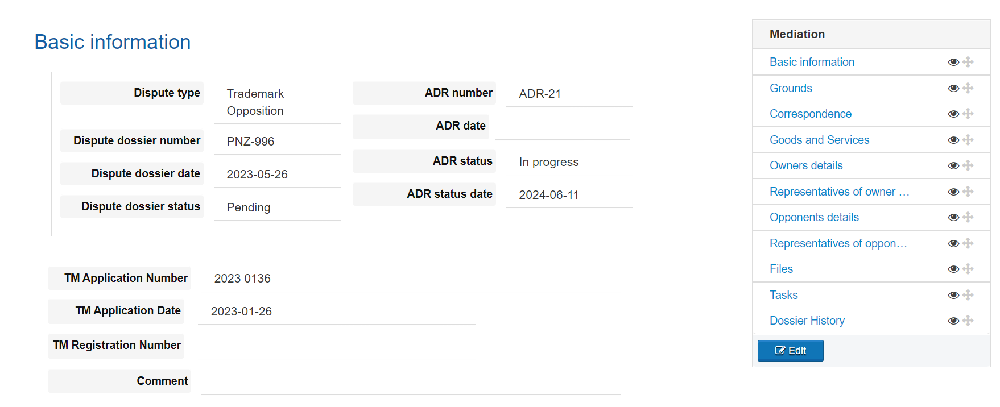 Basic information
Dispute type
Trademark
Opposition
Dispute dossier number
PNZ-996
Dispute dossier date
2023-05-26
Dispute dossier status
Pending
ADR number
ADR-21
ADR date
ADR status
In progress
ADR status date
2024-06-11
TM Application Number
2023 0136
TM Application Date
2023-01-26
TM Registration Number
Comment
Mediation
Basic information
Grounds
Correspondence
Goods and Services
Owners details
Representatives of owner …
Opponents details
Representatives of oppon…
Files
Tasks
Dossier History
Edit